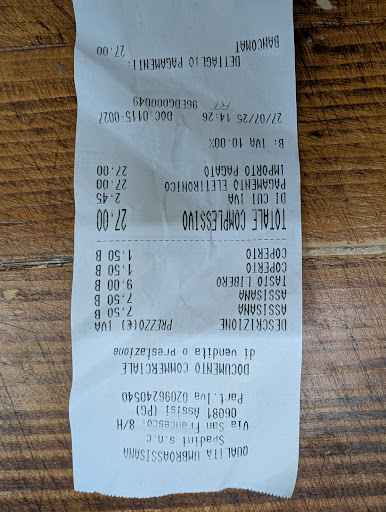 QUALITA UMBROASSISANA
Spadini s.n.c
Via San Francesco, 8/H
06081 Assisi (PG)
Part.Iva 02096240540
DOCUMENTO COMMERCIALE
di vendita o prestazione
DESCRIZIONE PREZZO(€) IVA
ASSISANA 7.50 B
ASSISANA 7.50 B
TASTO LIBERO 9.00 B
COPERTO 1.50 B
COPERTO 1.50 B
TOTALE COMPLESSIVO 27.00
DI CUI IVA 2.45
PAGAMENTO ELETTRONICO 27.00
IMPORTO PAGATO 27.00
B: IVA 10.00%
27/07/25 14:26 DOC.0115-0027
96EDG000049
DETTAGLIO PAGAMENTI:
BANCOMAT 27.00